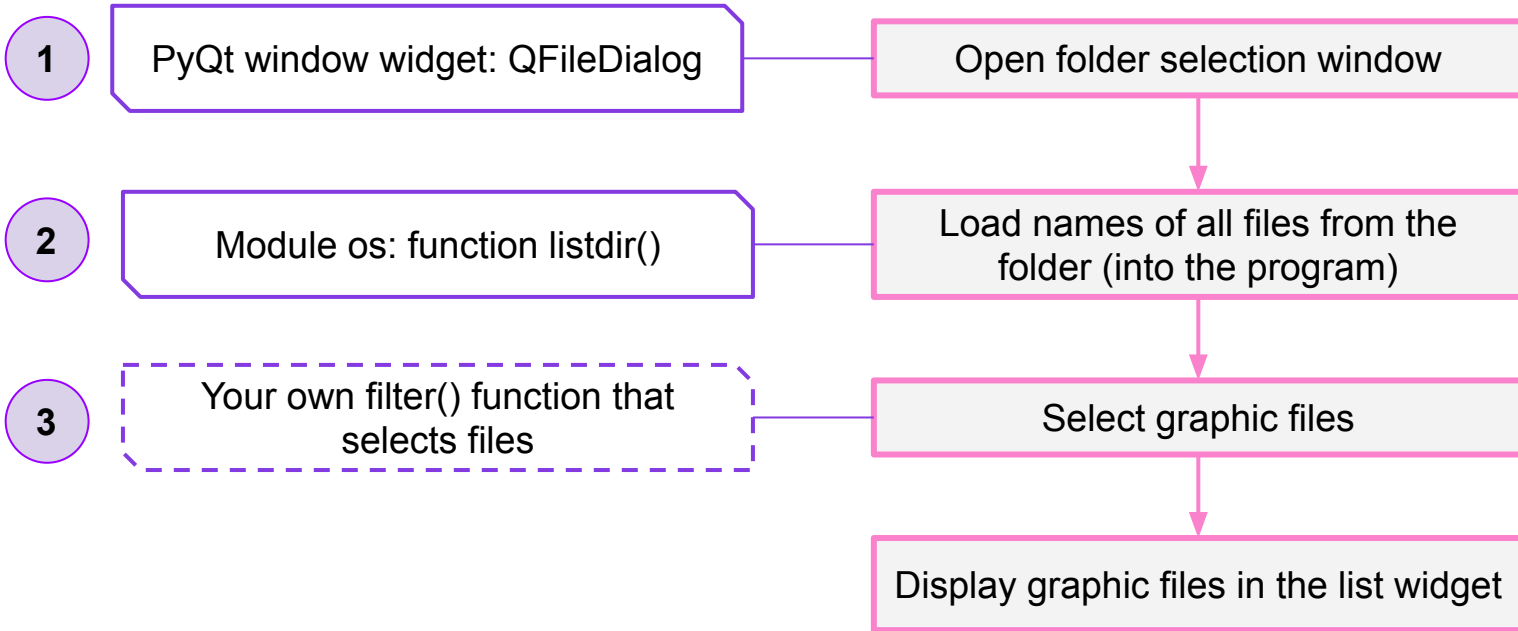 1
PyQt window widget: QFileDialog
Open folder selection window
2
Module os: function listdir()
Load names of all files from the
folder (into the program)
3
Your own filter() function that
selects files
Select graphic files
Display graphic files in the list widget